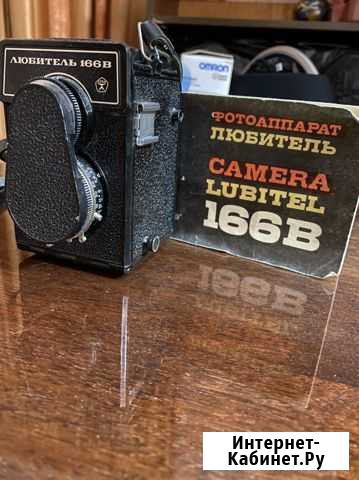 ЛЮБИТЕЛЬ 166В
OMRON
ФОТОАППАРАТ
ЛЮБИТЕЛЬ
CAMERA
LUBITEL
166B
Интернет-
Кабинет.Ру